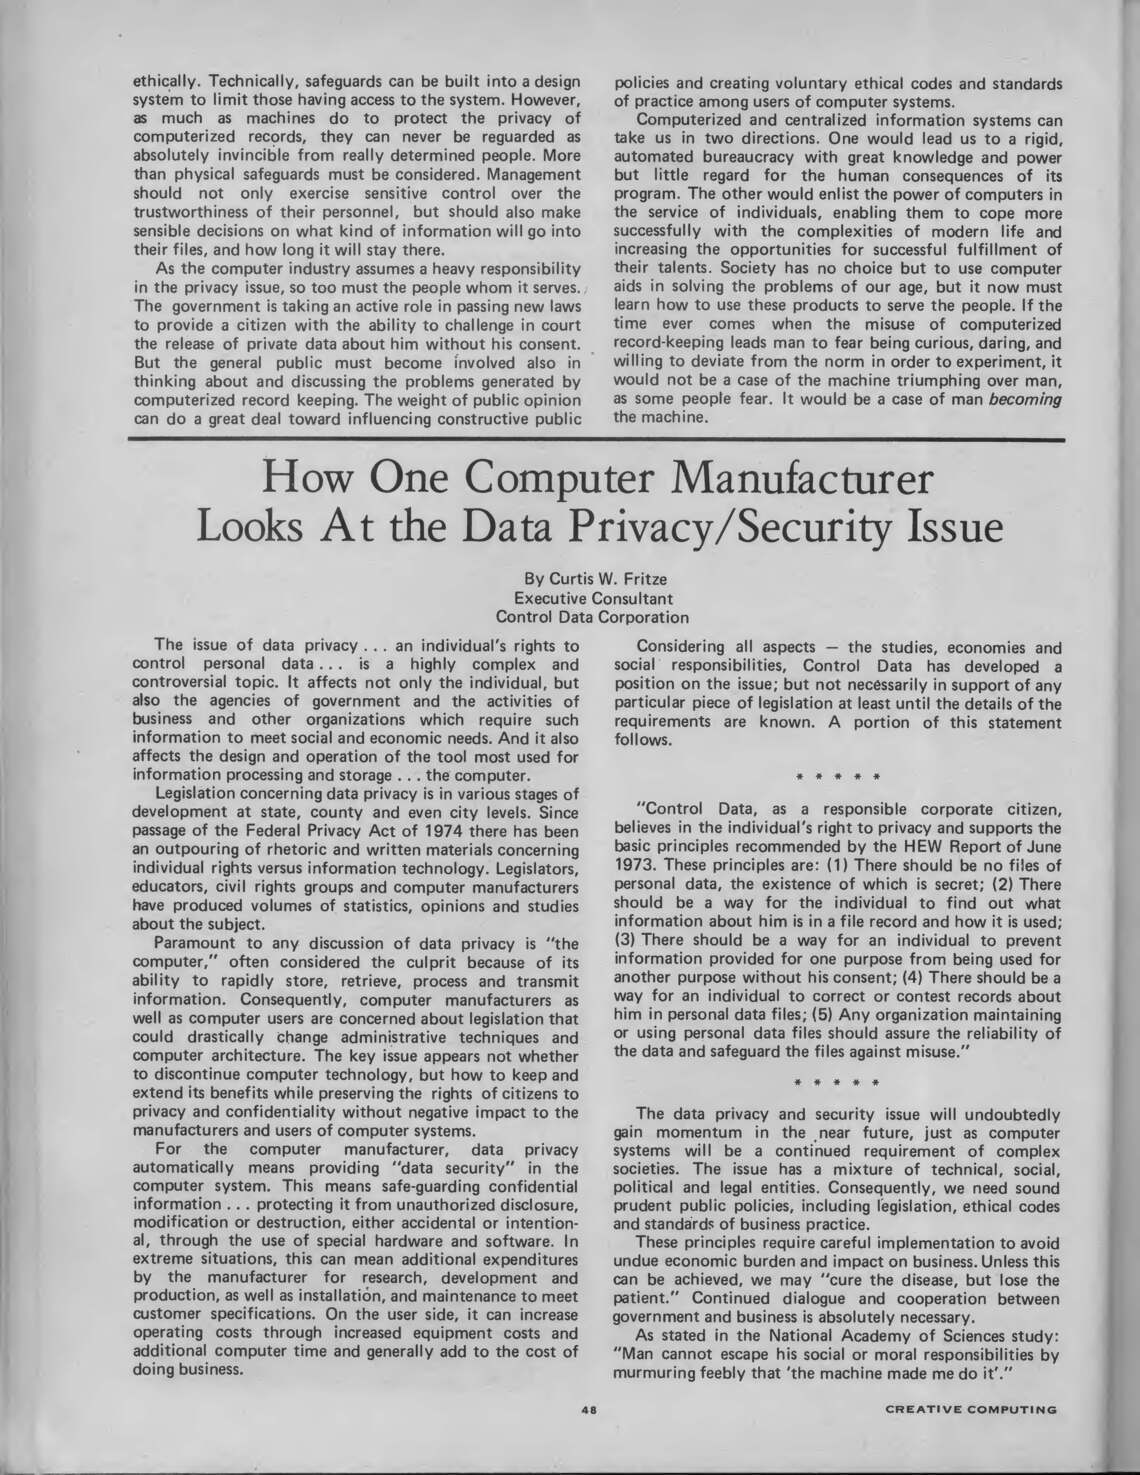 ethically. Technically, safeguards can be built into a design
system to limit those having access to the system. However,
as much as machines do to protect the privacy of
computerized records, they can never be reguarded as
absolutely invincible from really determined people. More
than physical safeguards must be considered. Management
should not only exercise sensitive control over the
trustworthiness of their personnel, but should also make
sensible decisions on what kind of information will go into
their files, and how long it will stay there.
As the computer industry assumes a heavy responsibility
in the privacy issue, so too must the people whom it serves.
The government is taking an active role in passing new laws
to provide a citizen with the ability to challenge in court
the release of private data about him without his consent.
But the general public must become involved also in
thinking about and discussing the problems generated by
computerized record keeping. The weight of public opinion
can do a great deal toward influencing constructive public
policies and creating voluntary ethical codes and standards
of practice among users of computer systems.
Computerized and centralized information systems can
take us in two directions. One would lead us to a rigid,
automated bureaucracy with great knowledge and power
but little regard for the human consequences of its
program. The other would enlist the power of computers in
the service of individuals, enabling them to cope more
successfully with the complexities of modern life and
increasing the opportunities for successful fulfillment of
their talents. Society has no choice but to use computer
aids in solving the problems of our age, but it now must
learn how to use these products to serve the people. If the
time ever comes when the misuse of computerized
record-keeping leads man to fear being curious, daring, and
willing to deviate from the norm in order to experiment, it
would not be a case of the machine triumphing over man,
as some people fear. It would be a case of man becoming
the machine.
How One Computer Manufacturer
Looks At the Data Privacy/Security Issue
By Curtis W. Fritze
Executive Consultant
Control Data Corporation
The issue of data privacy . . . an individual's rights to
control personal data . . . is a highly complex and
controversial topic. It affects not only the individual, but
also the agencies of government and the activities of
business and other organizations which require such
information to meet social and economic needs. And it also
affects the design and operation of the tool most used for
information processing and storage . . . the computer.
Legislation concerning data privacy is in various stages of
development at state, county and even city levels. Since
passage of the Federal Privacy Act of 1974 there has been
an outpouring of rhetoric and written materials concerning
individual rights versus information technology. Legislators,
educators, civil rights groups and computer manufacturers
have produced volumes of statistics, opinions and studies
about the subject.
Paramount to any discussion of data privacy is "the
computer," often considered the culprit because of its
ability to rapidly store, retrieve, process and transmit
information. Consequently, computer manufacturers as
well as computer users are concerned about legislation that
could drastically change administrative techniques and
computer architecture. The key issue appears not whether
to discontinue computer technology, but how to keep and
extend its benefits while preserving the rights of citizens to
privacy and confidentiality without negative impact to the
manufacturers and users of computer systems.
For the computer manufacturer, data privacy
automatically means providing "data security" in the
computer system. This means safe-guarding confidential
information . . . protecting it from unauthorized disclosure,
modification or destruction, either accidental or intention-
al, through the use of special hardware and software. In
extreme situations, this can mean additional expenditures
by the manufacturer for research, development and
production, as well as installation, and maintenance to meet
customer specifications. On the user side, it can increase
operating costs through increased equipment costs and
additional computer time and generally add to the cost of
doing business.
Considering all aspects — the studies, economies and
social responsibilities, Control Data has developed a
position on the issue; but not necessarily in support of any
particular piece of legislation at least until the details of the
requirements are known. A portion of this statement
follows.
* * * * *
"Control Data, as a responsible corporate citizen,
believes in the individual's right to privacy and supports the
basic principles recommended by the HEW Report of June
1973. These principles are: (1) There should be no files of
personal data, the existence of which is secret; (2) There
should be a way for the individual to find out what
information about him is in a file record and how it is used;
(3) There should be a way for an individual to prevent
information provided for one purpose from being used for
another purpose without his consent; (4) There should be a
way for an individual to correct or contest records about
him in personal data files; (5) Any organization maintaining
or using personal data files should assure the reliability of
the data and safeguard the files against misuse."
* * * * *
The data privacy and security issue will undoubtedly
gain momentum in the near future, just as computer
systems will be a continued requirement of complex
societies. The issue has a mixture of technical, social,
political and legal entities. Consequently, we need sound
prudent public policies, including legislation, ethical codes
and standards of business practice.
These principles require careful implementation to avoid
undue economic burden and impact on business. Unless this
can be achieved, we may "cure the disease, but lose the
patient." Continued dialogue and cooperation between
government and business is absolutely necessary.
As stated in the National Academy of Sciences study:
"Man cannot escape his social or moral responsibilities by
murmuring feebly that 'the machine made me do it'."
48
CREATIVE COMPUTING